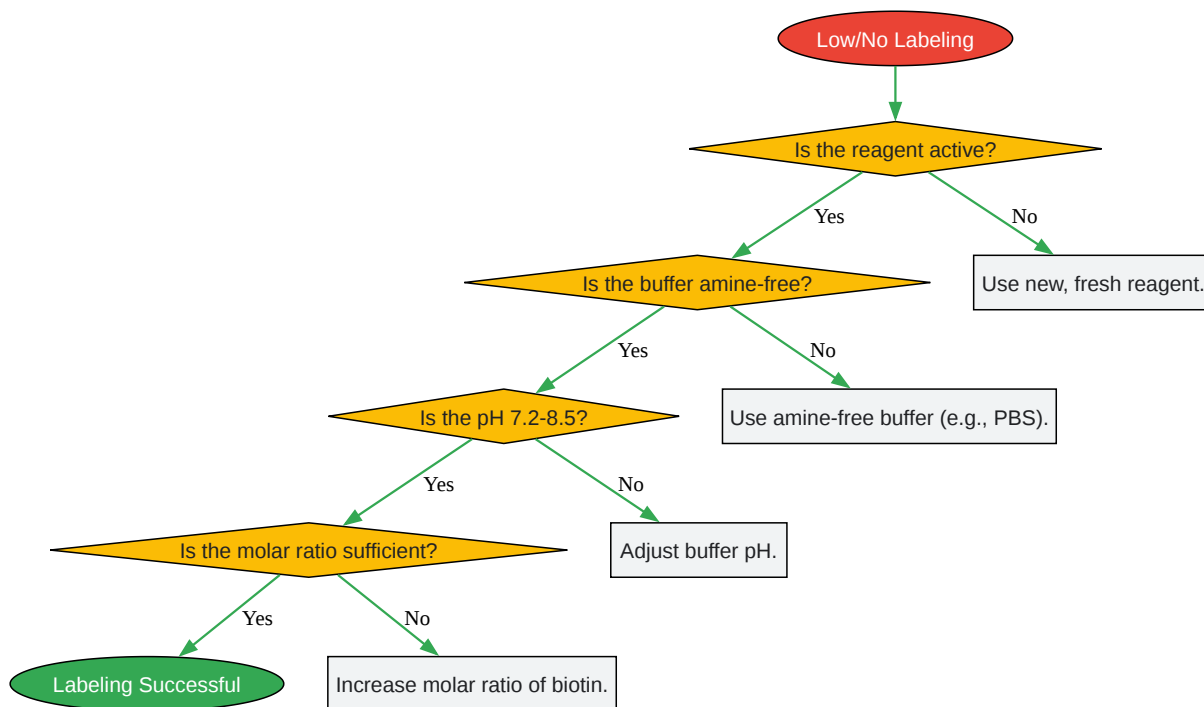 Low/No Labeling
Is the reagent active?
Yes
No
Is the buffer amine-free?
Use new, fresh reagent.
Yes
No
Is the pH 7.2-8.5?
Use amine-free buffer (e.g., PBS).
Yes
No
Is the molar ratio sufficient?
Adjust buffer pH.
Yes
No
Labeling Successful
Increase molar ratio of biotin.